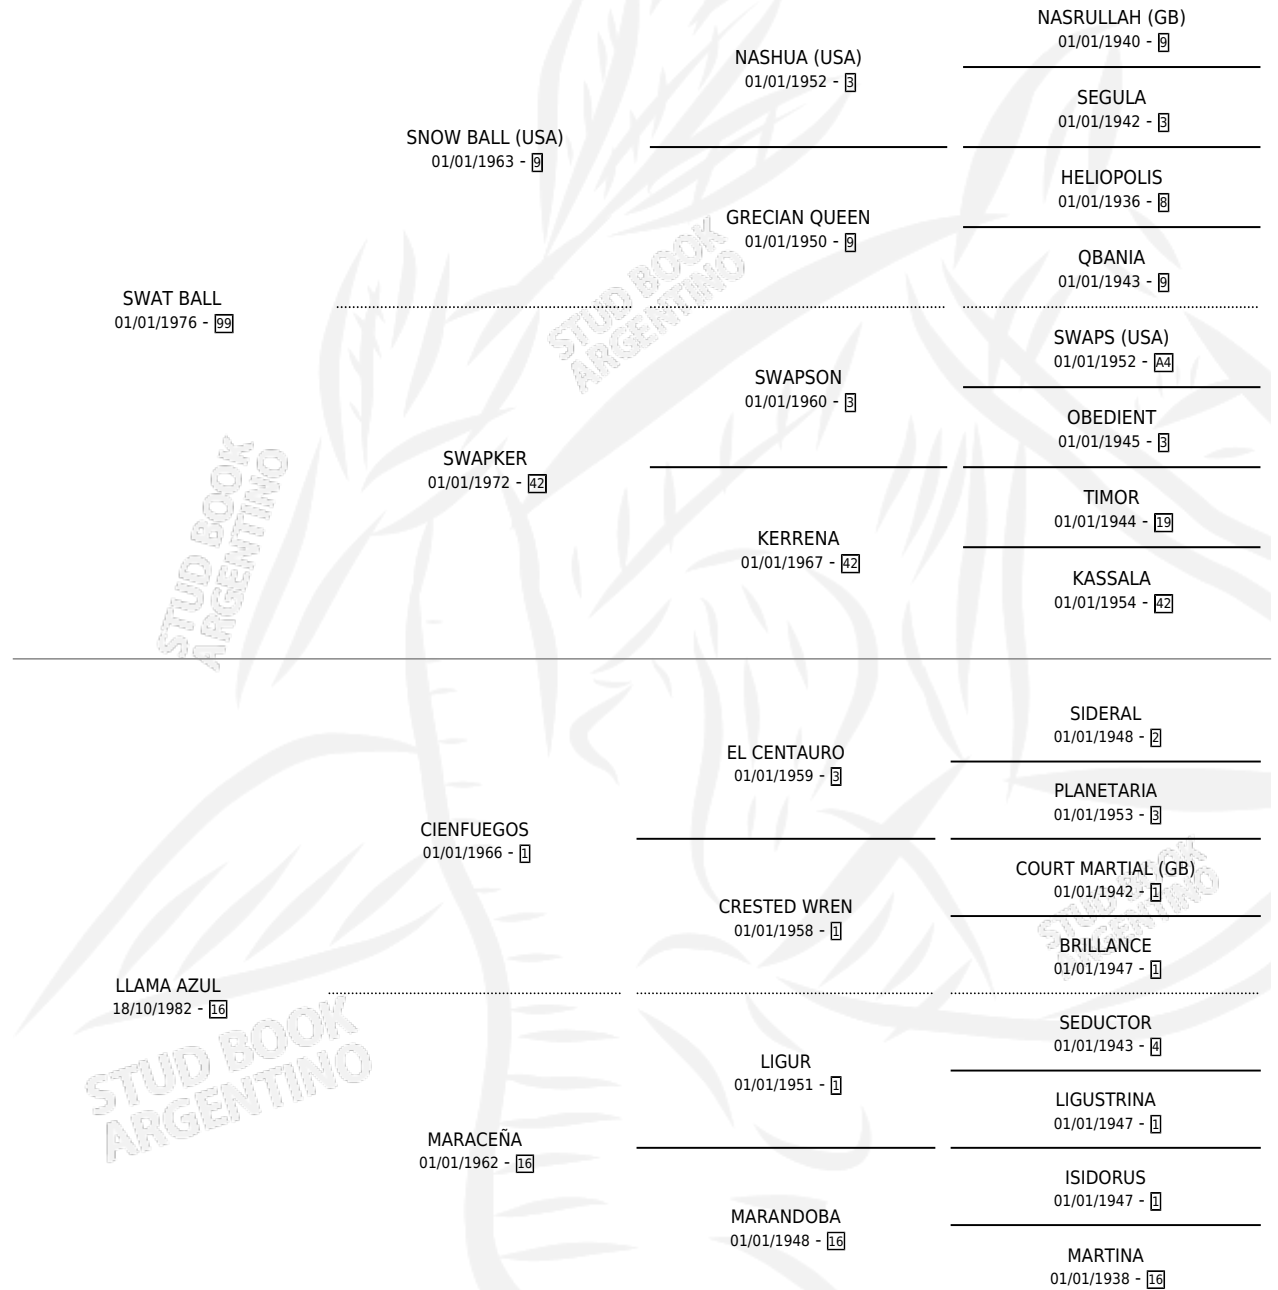 NASRULLAH (GB)
01/01/1940 - 9
NASHUA (USA)
01/01/1952 - 3
SEGULA
01/01/1942 - 3
SNOW BALL (USA)
01/01/1963 - 9
HELIOPOLIS
01/01/1936 - 8
GRECIAN QUEEN
01/01/1950 - 9
QBANIA
01/01/1943 - 9
SWAT BALL
01/01/1976 - 99
SWAPS (USA)
01/01/1952 - A4
SWAPSON
01/01/1960 - 3
OBEDIENT
01/01/1945 - 3
SWAPKER
01/01/1972 - 42
TIMOR
01/01/1944 - 19
KERRENA
01/01/1967 - 42
KASSALA
01/01/1954 - 42
SIDERAL
01/01/1948 - 2
EL CENTAURO
01/01/1959 - 3
PLANETARIA
01/01/1953 - 3
CIENFUEGOS
01/01/1966 - 1
COURT MARTIAL (GB)
01/01/1942 - 1
CRESTED WREN
01/01/1958 - 1
BRILLANCE
01/01/1947 - 1
LLAMA AZUL
18/10/1982 - 16
SEDUCTOR
01/01/1943 - 4
LIGUR
01/01/1951 - 1
LIGUSTRINA
01/01/1947 - 1
MARACEÑA
01/01/1962 - 16
ISIDORUS
01/01/1947 - 1
MARANDOBA
01/01/1948 - 16
MARTINA
01/01/1938 - 16
STUD BOOK
ARGENTINO
STUD BOOK
ARGENTINO
STUD BOOK
ARGENTINO
STUD BOOK
ARGENTINO